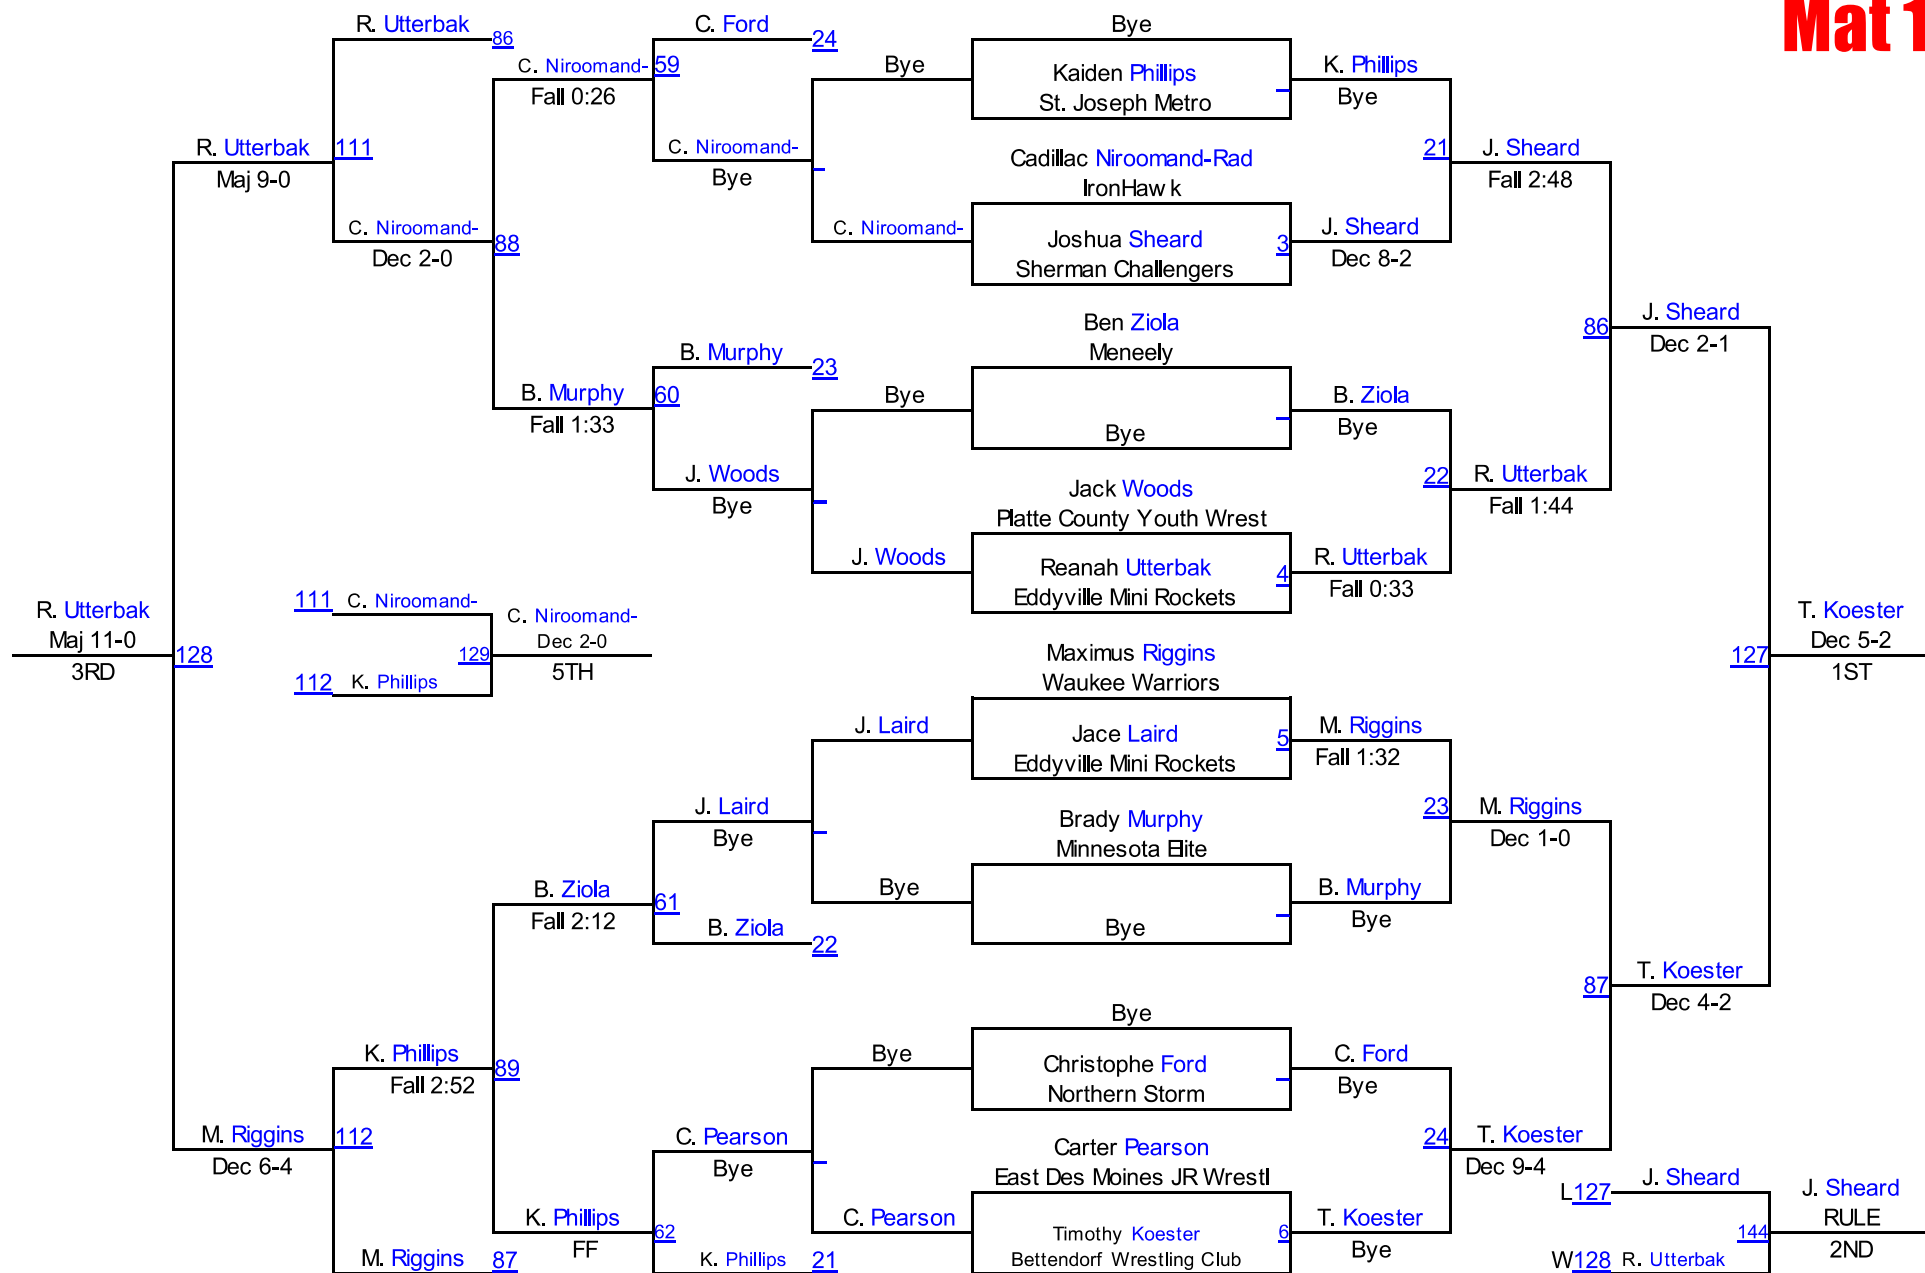 Mat 1
R. Utterbak
86
C. Ford
24
Bye
C. Niroomand-
59
Fall 0:26
Bye
Kaiden Phillips
St. Joseph Metro
K. Phillips
Bye
R. Utterbak
111
Maj 9-0
C. Niroomand-
Bye
Cadillac Niroomand-Rad
IronHawk
21
J. Sheard
Fall 2:48
C. Niroomand-
88
Dec 2-0
C. Niroomand-
Joshua Sheard
Sherman Challengers
3
J. Sheard
Dec 8-2
Ben Ziola
Meneely
86
J. Sheard
Dec 2-1
B. Murphy
23
B. Murphy
60
Fall 1:33
Bye
Bye
B. Ziola
Bye
J. Woods
Bye
Jack Woods
Platte County Youth Wrest
22
R. Utterbak
Fall 1:44
J. Woods
Reanah Utterbak
Eddyville Mini Rockets
4
R. Utterbak
Fall 0:33
R. Utterbak
Maj 11-0
3RD
128
111
C. Niroomand-
112
K. Phillips
129
C. Niroomand-
Dec 2-0
5TH
Maximus Riggins
Waukee Warriors
127
T. Koester
Dec 5-2
1ST
J. Laird
Jace Laird
Eddyville Mini Rockets
5
M. Riggins
Fall 1:32
J. Laird
Bye
Brady Murphy
Minnesota Elite
23
M. Riggins
Dec 1-0
B. Ziola
61
Fall 2:12
Bye
Bye
B. Murphy
Bye
B. Ziola
22
87
T. Koester
Dec 4-2
Bye
K. Phillips
89
Fall 2:52
Bye
Christophe Ford
Northern Storm
C. Ford
Bye
M. Riggins
112
Dec 6-4
C. Pearson
Bye
Carter Pearson
East Des Moines JR Wrestl
24
T. Koester
Dec 9-4
K. Phillips
62
FF
C. Pearson
Timothy Koester
Bettendorf Wrestling Club
6
T. Koester
Bye
L127
J. Sheard
144
J. Sheard
RULE
2ND
M. Riggins
87
K. Phillips
21
W128
R. Utterbak